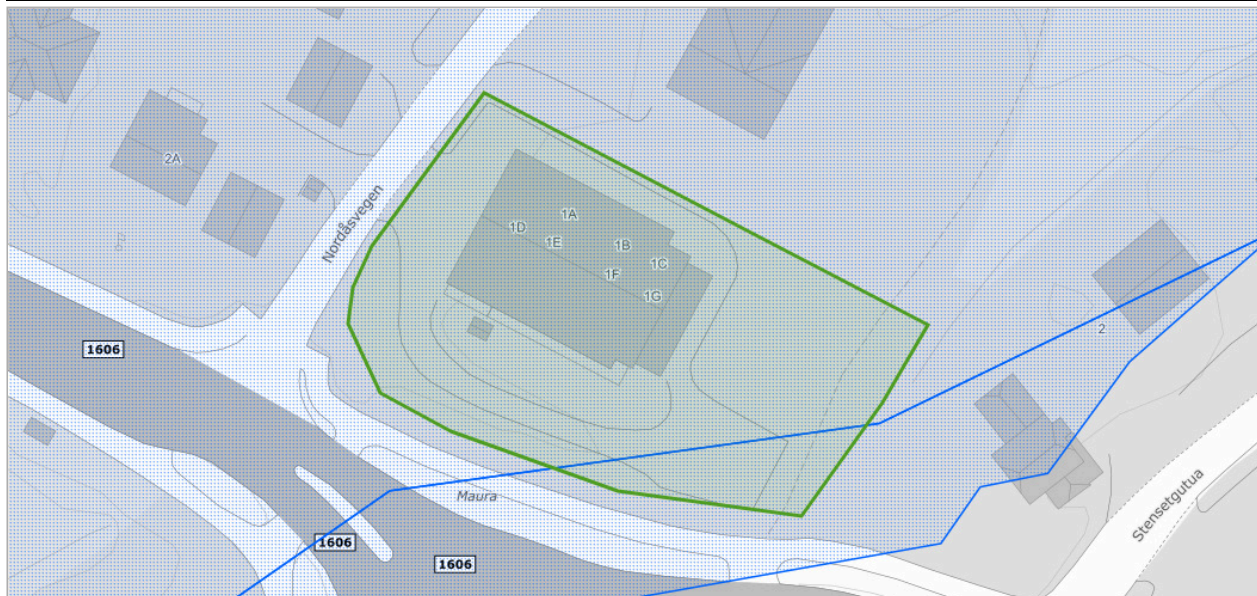 2A
Nordåsvegen
1A
1D
1E
1B
1C
1F
1G
2
1606
Maura
1606
1606
Stensetgutua